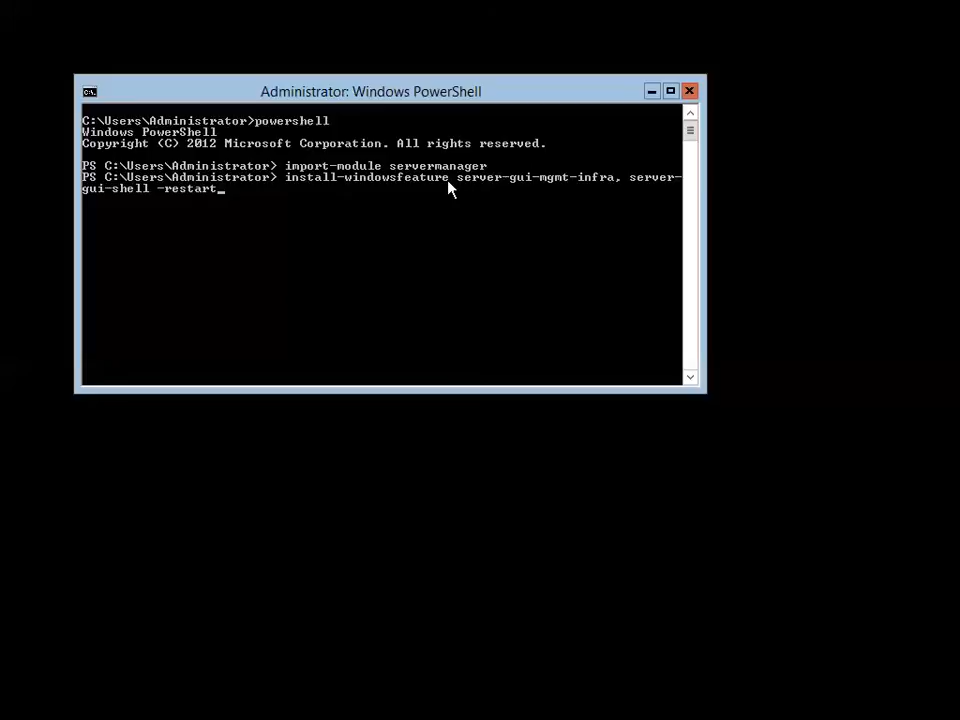 Administrator: Windows PowerShell
C:\Users\Administrator>powershell
Windows PowerShell
Copyright (C) 2012 Microsoft Corporation. All rights reserved.
PS C:\Users\Administrator> import-module servermanager
PS C:\Users\Administrator> install-windowsfeature server-gui-mgmt-infra, server-
gui-shell -restart_